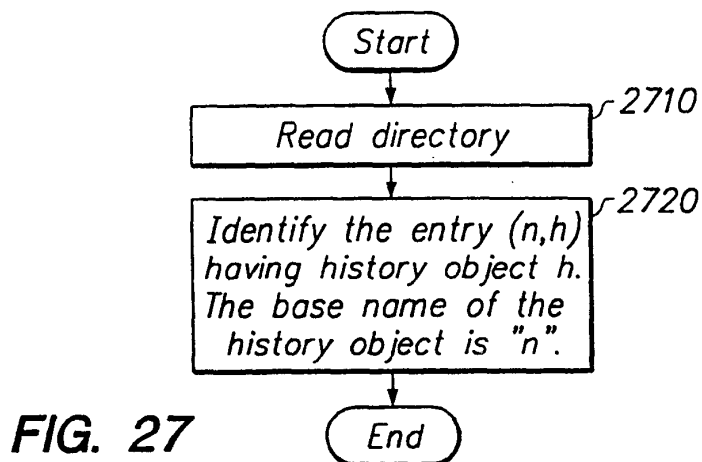 Start
2710
Read directory
2720
Identify the entry (n,h)
having history object h.
The base name of the
history object is "n".
End
FIG. 27